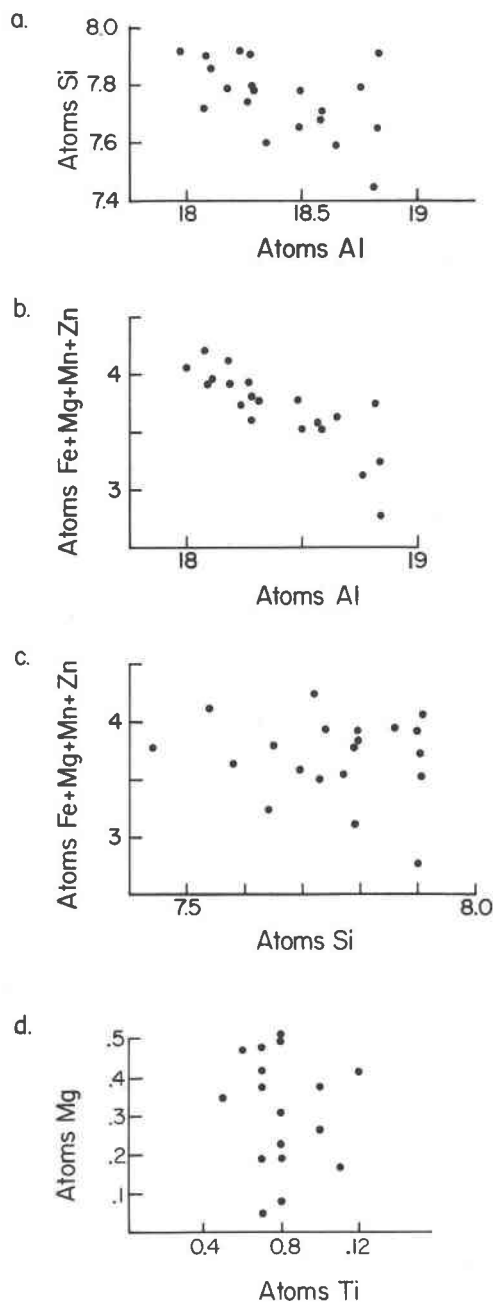 a.
8.0
7.8
7.6
7.4
Atoms Si
18
18.5
19
Atoms Al
b.
4
3
Atoms Fe+Mg+Mn+Zn
18
19
Atoms Al
c.
4
3
Atoms Fe+Mg+Mn+Zn
7.5
8.0
Atoms Si
d.
.5
.4
.3
.2
.1
Atoms Mg
0.4
0.8
.12
Atoms Ti